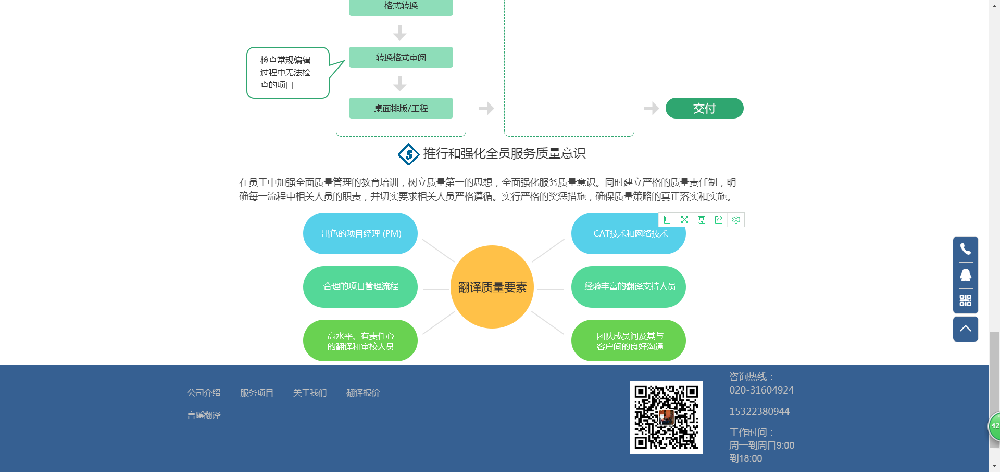 格式转换
转换格式审阅
检查常规编辑
过程中无法检
查的项目
桌面排版/工程
交付
5 推行和强化全员服务质量意识
在员工中加强全面质量管理的教育培训，树立质量第一的思想，全面强化服务质量意识。同时建立严格的质量责任制，明
确每一流程中相关人员的职责，并切实要求相关人员严格遵循。实行严格的奖惩措施，确保质量策略的真正落实和实施。
出色的项目经理 (PM)
CAT技术和网络技术
合理的项目管理流程
翻译质量要素
经验丰富的翻译支持人员
高水平、有责任心
的翻译和审校人员
团队成员间及其与
客户间的良好沟通
公司介绍 服务项目 关于我们 翻译报价
言蹊翻译
咨询热线：
020-31604924
15322380944
工作时间：
周一到周日9:00
到18:00
42